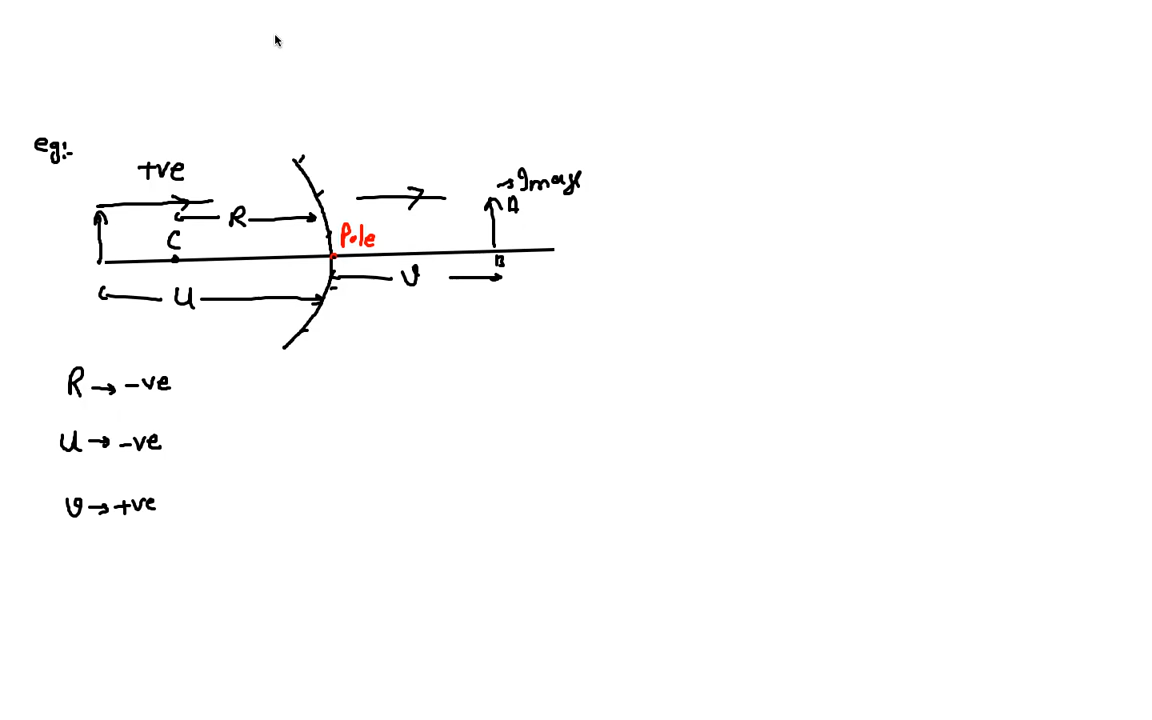 eg:-
+ve
→ Image
A
R
C
Pole
B
v
u
R → -ve
u → -ve
v → +ve